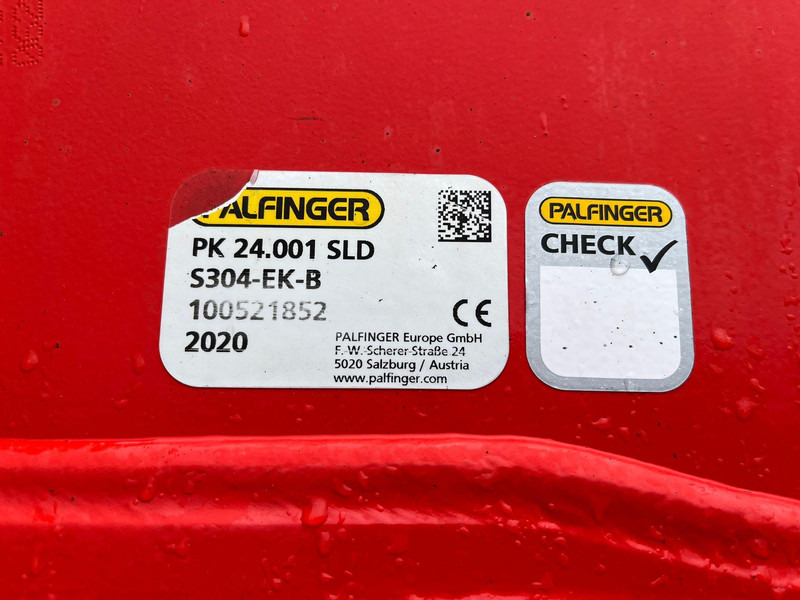 PALFINGER
PK 24.001 SLD
S304-EK-B
100521852
2020
CE
PALFINGER Europe GmbH
F. W. Scherer-Straße 24
5020 Salzburg / Austria
www.palfinger.com
PALFINGER
CHECK